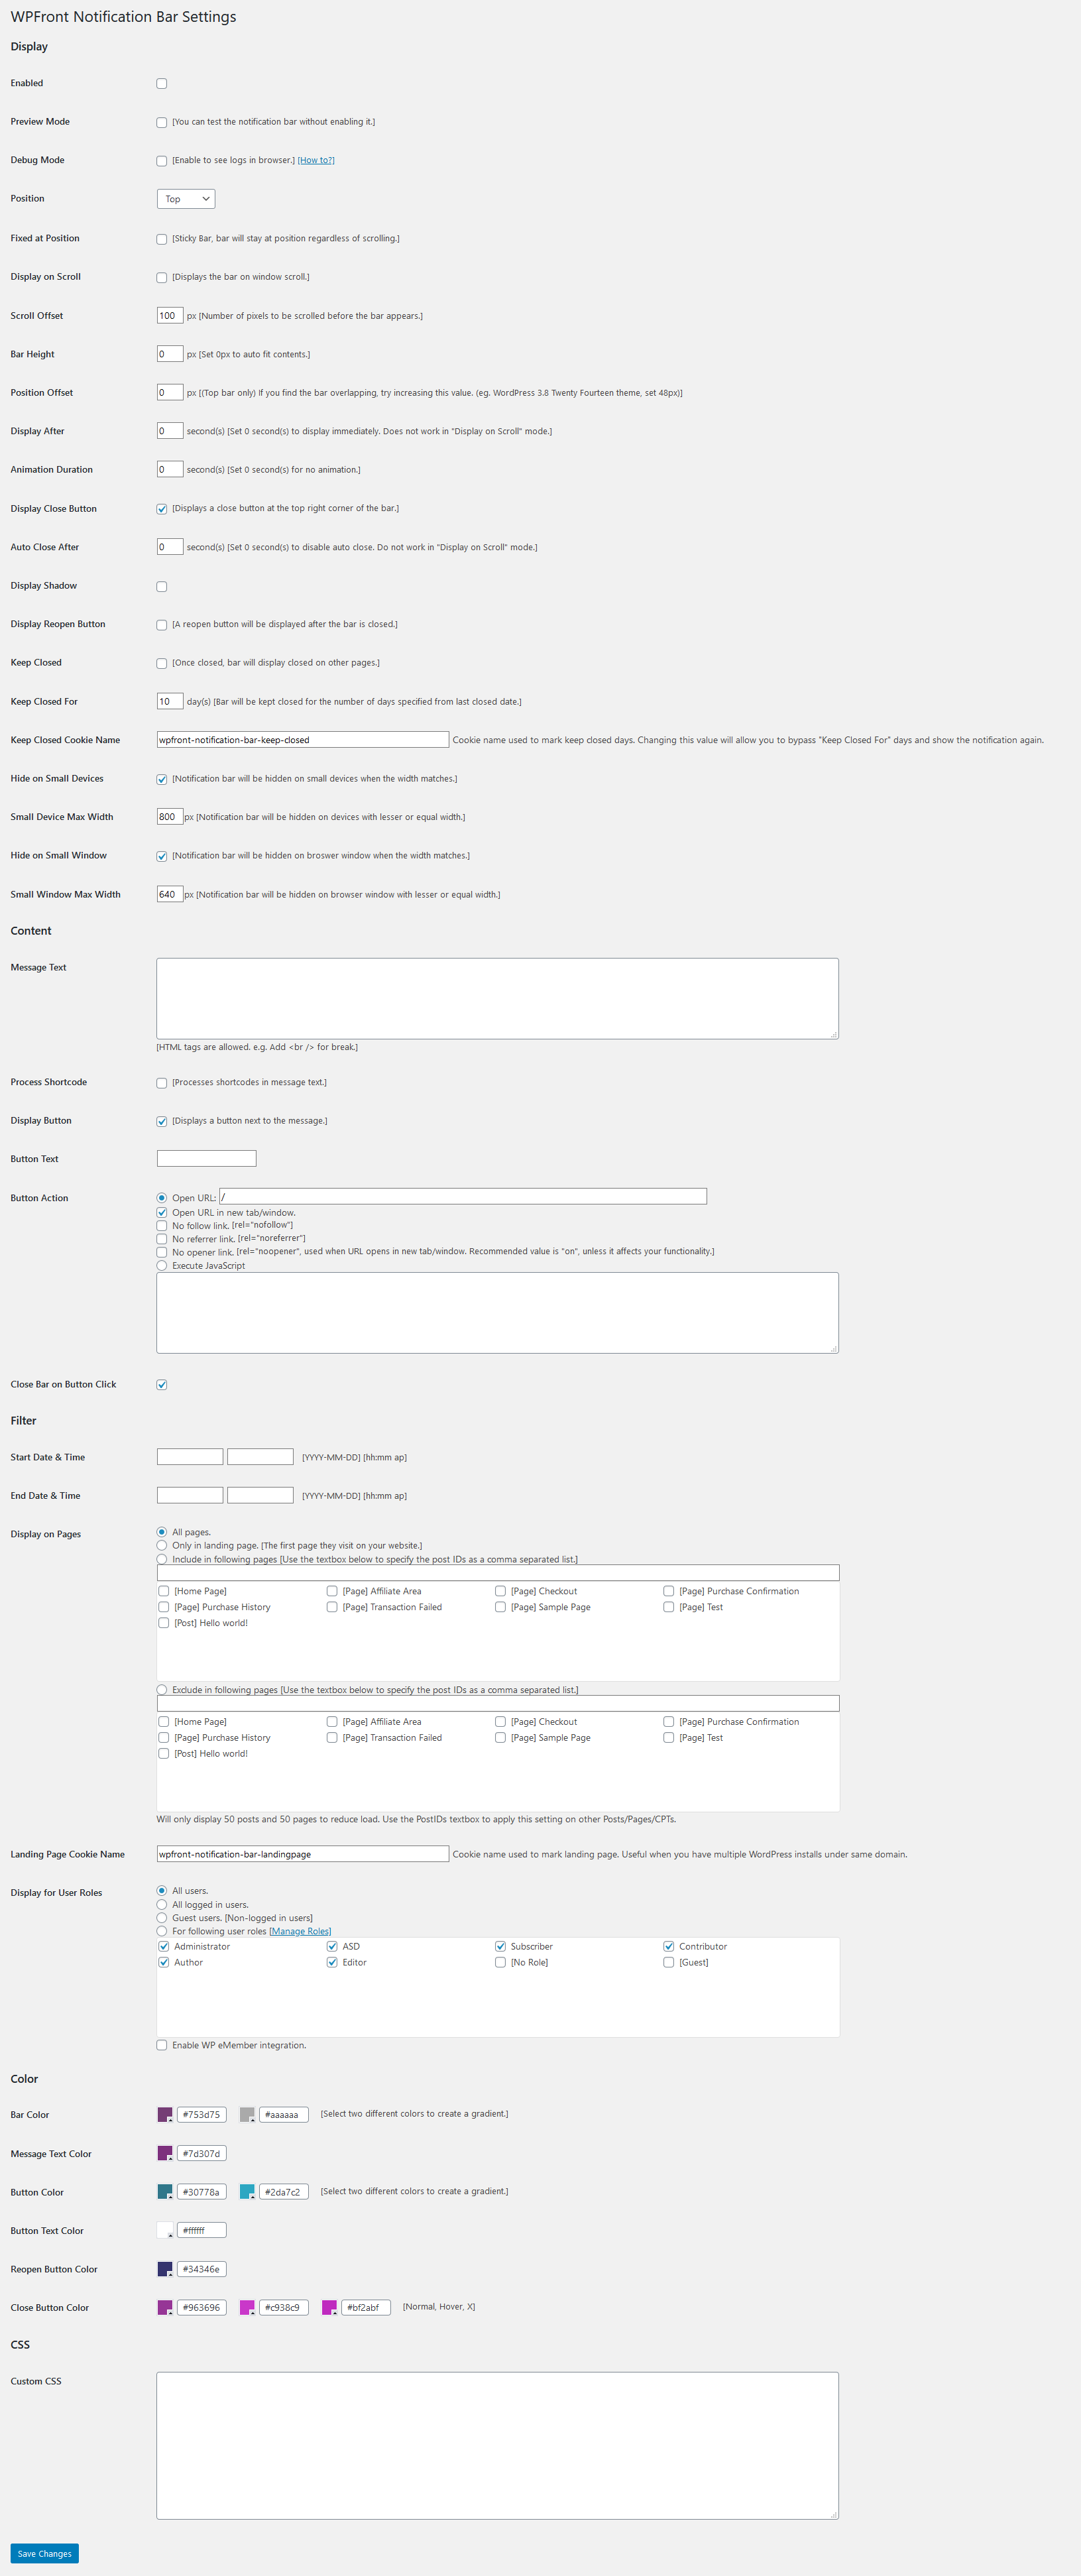 WPFront Notification Bar Settings
Display
Enabled
Preview Mode [You can test the notification bar without enabling it.]
Debug Mode [Enable to see logs in browser.] [How to?]
Position Top
Fixed at Position [Sticky Bar, bar will stay at position regardless of scrolling.]
Display on Scroll [Displays the bar on window scroll.]
Scroll Offset 100 px [Number of pixels to be scrolled before the bar appears.]
Bar Height 0 px [Set 0px to auto fit contents.]
Position Offset 0 px [(Top bar only) If you find the bar overlapping, try increasing this value. (eg. WordPress 3.8 Twenty Fourteen theme, set 48px)]
Display After 0 second(s) [Set 0 second(s) to display immediately. Does not work in "Display on Scroll" mode.]
Animation Duration 0 second(s) [Set 0 second(s) for no animation.]
Display Close Button [Displays a close button at the top right corner of the bar.]
Auto Close After 0 second(s) [Set 0 second(s) to disable auto close. Do not work in "Display on Scroll" mode.]
Display Shadow
Display Reopen Button [A reopen button will be displayed after the bar is closed.]
Keep Closed [Once closed, bar will display closed on other pages.]
Keep Closed For 10 day(s) [Bar will be kept closed for the number of days specified from last closed date.]
Keep Closed Cookie Name wpfront-notification-bar-keep-closed Cookie name used to mark keep closed days. Changing this value will allow you to bypass "Keep Closed For" days and show the notification again.
Hide on Small Devices [Notification bar will be hidden on small devices when the width matches.]
Small Device Max Width 800 px [Notification bar will be hidden on devices with lesser or equal width.]
Hide on Small Window [Notification bar will be hidden on broswer window when the width matches.]
Small Window Max Width 640 px [Notification bar will be hidden on browser window with lesser or equal width.]
Content
Message Text
[HTML tags are allowed. e.g. Add <br /> for break.]
Process Shortcode [Processes shortcodes in message text.]
Display Button [Displays a button next to the message.]
Button Text
Button Action Open URL: /
Open URL in new tab/window.
No follow link. [rel="nofollow"]
No referrer link. [rel="noreferrer"]
No opener link. [rel="noopener", used when URL opens in new tab/window. Recommended value is "on", unless it affects your functionality.]
Execute JavaScript
Close Bar on Button Click
Filter
Start Date & Time [YYYY-MM-DD] [hh:mm ap]
End Date & Time [YYYY-MM-DD] [hh:mm ap]
Display on Pages All pages.
Only in landing page. [The first page they visit on your website.]
Include in following pages [Use the textbox below to specify the post IDs as a comma separated list.]
[Home Page] [Page] Affiliate Area [Page] Checkout [Page] Purchase Confirmation
[Page] Purchase History [Page] Transaction Failed [Page] Sample Page [Page] Test
[Post] Hello world!
Exclude in following pages [Use the textbox below to specify the post IDs as a comma separated list.]
[Home Page] [Page] Affiliate Area [Page] Checkout [Page] Purchase Confirmation
[Page] Purchase History [Page] Transaction Failed [Page] Sample Page [Page] Test
[Post] Hello world!
Will only display 50 posts and 50 pages to reduce load. Use the PostIDs textbox to apply this setting on other Posts/Pages/CPTs.
Landing Page Cookie Name wpfront-notification-bar-landingpage Cookie name used to mark landing page. Useful when you have multiple WordPress installs under same domain.
Display for User Roles All users.
All logged in users.
Guest users. [Non-logged in users]
For following user roles [Manage Roles]
Administrator ASD Subscriber Contributor
Author Editor [No Role] [Guest]
Enable WP eMember integration.
Color
Bar Color #753d75 #aaaaaa [Select two different colors to create a gradient.]
Message Text Color #7d307d
Button Color #30778a #2da7c2 [Select two different colors to create a gradient.]
Button Text Color #ffffff
Reopen Button Color #34346e
Close Button Color #963696 #c938c9 #bf2abf [Normal, Hover, X]
CSS
Custom CSS
Save Changes